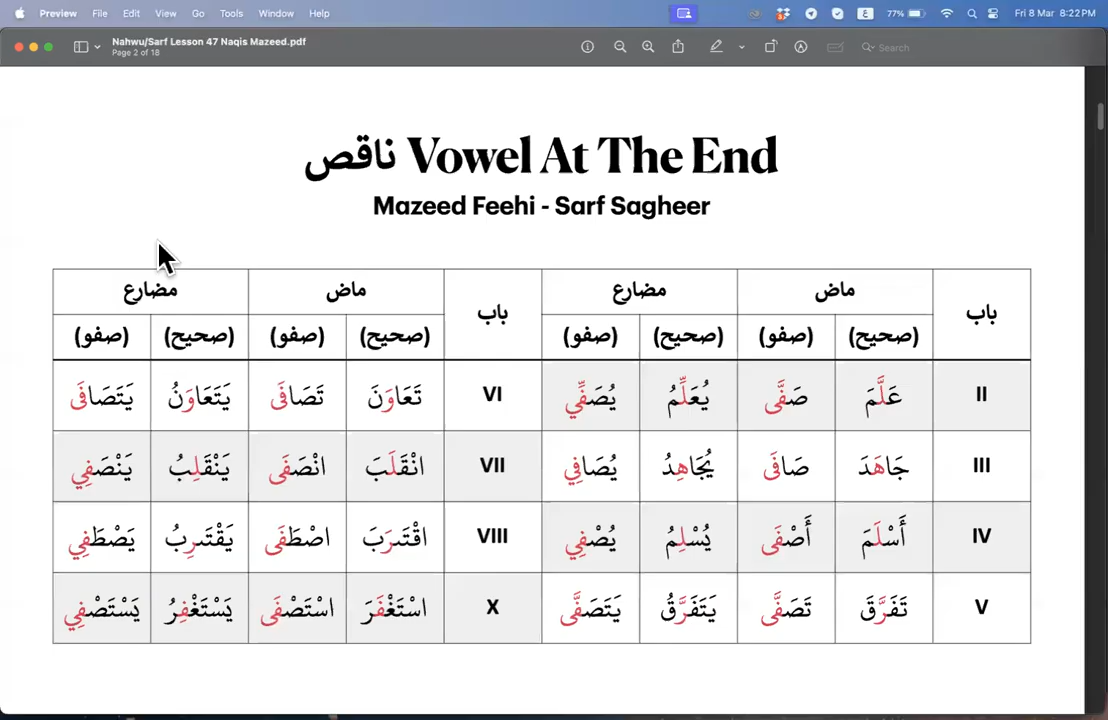 Preview File Edit View Go Tools Window Help 77% Fri 8 Mar 8:22 PM
Nahwu/Sarf Lesson 47 Naqis Mazeed.pdf
Page 2 of 18
Search
Vowel At The End ناقص
Mazeed Feehi - Sarf Sagheer
باب ماض مضارع باب ماض مضارع
(صحيح) (صفو) (صحيح) (صفو) (صحيح) (صفو) (صحيح) (صفو)
II عَلَّمَ صَفَّى يُعَلِّمُ يُصَفِّي VI تَعَاوَنَ تَصَافَى يَتَعَاوَنُ يَتَصَافَى
III جَاهَدَ صَافَى يُجَاهِدُ يُصَافِي VII انْقَلَبَ انْصَفَى يَنْقَلِبُ يَنْصَفِي
IV أَسْلَمَ أَصْفَى يُسْلِمُ يُصْفِي VIII اقْتَرَبَ اصْطَفَى يَقْتَرِبُ يَصْطَفِي
V تَفَرَّقَ تَصَفَّى يَتَفَرَّقُ يَتَصَفَّى X اسْتَغْفَرَ اسْتَصْفَى يَسْتَغْفِرُ يَسْتَصْفِي